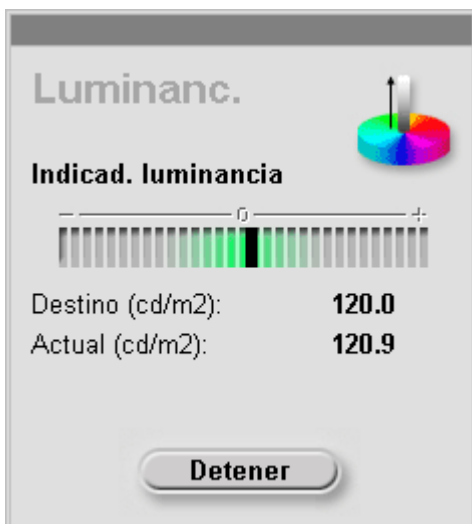 Luminanc.
Indicad. luminancia
- 0 +
Destino (cd/m2): 120.0
Actual (cd/m2): 120.9
Detener